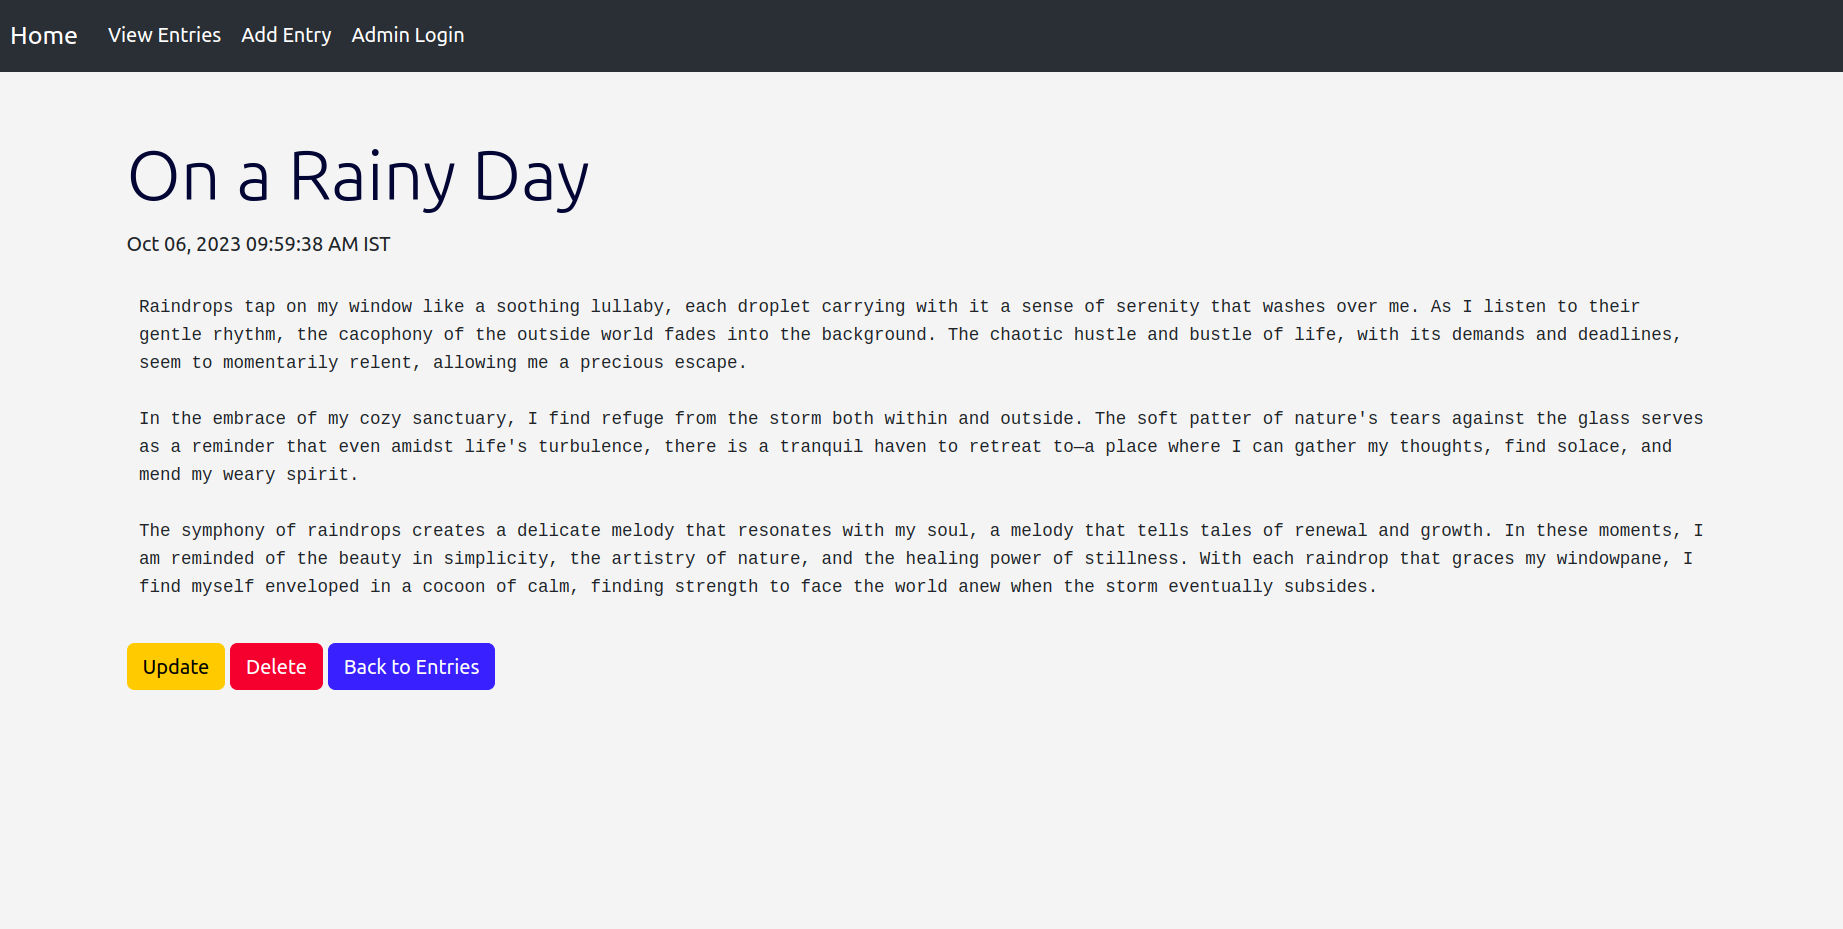 Home View Entries Add Entry Admin Login
On a Rainy Day
Oct 06, 2023 09:59:38 AM IST
Raindrops tap on my window like a soothing lullaby, each droplet carrying with it a sense of serenity that washes over me. As I listen to their
gentle rhythm, the cacophony of the outside world fades into the background. The chaotic hustle and bustle of life, with its demands and deadlines,
seem to momentarily relent, allowing me a precious escape.
In the embrace of my cozy sanctuary, I find refuge from the storm both within and outside. The soft patter of nature's tears against the glass serves
as a reminder that even amidst life's turbulence, there is a tranquil haven to retreat to—a place where I can gather my thoughts, find solace, and
mend my weary spirit.
The symphony of raindrops creates a delicate melody that resonates with my soul, a melody that tells tales of renewal and growth. In these moments, I
am reminded of the beauty in simplicity, the artistry of nature, and the healing power of stillness. With each raindrop that graces my windowpane, I
find myself enveloped in a cocoon of calm, finding strength to face the world anew when the storm eventually subsides.
Update Delete Back to Entries